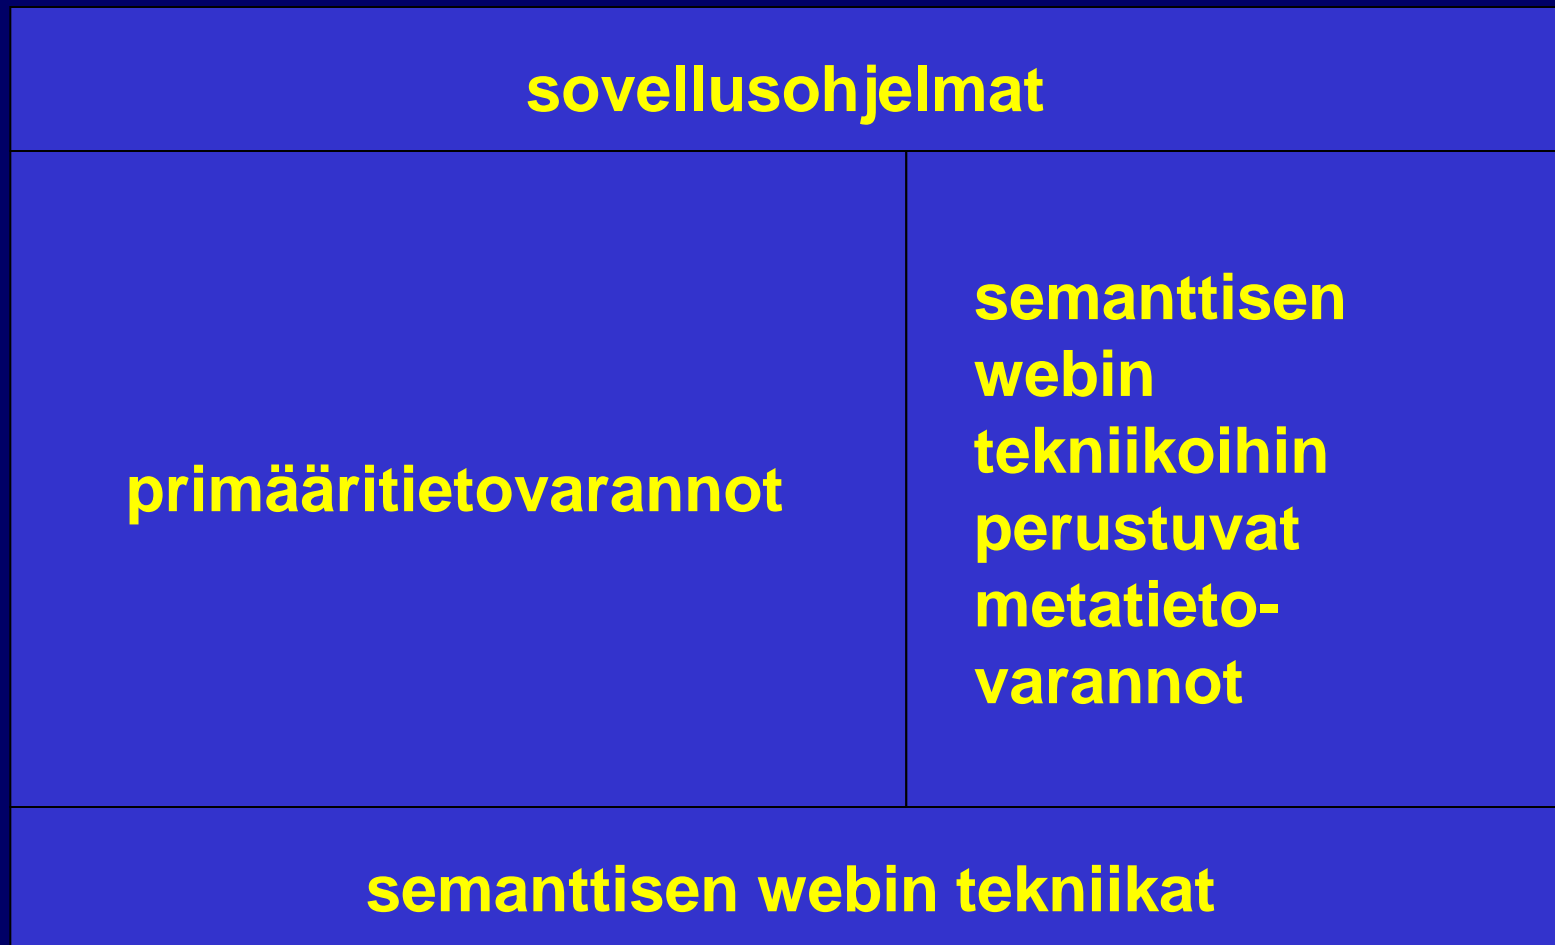 sovellusohjelmat
primääritietovarannot
semanttisen
webin
tekniikoihin
perustuvat
metatieto-
varannot
semanttisen webin tekniikat